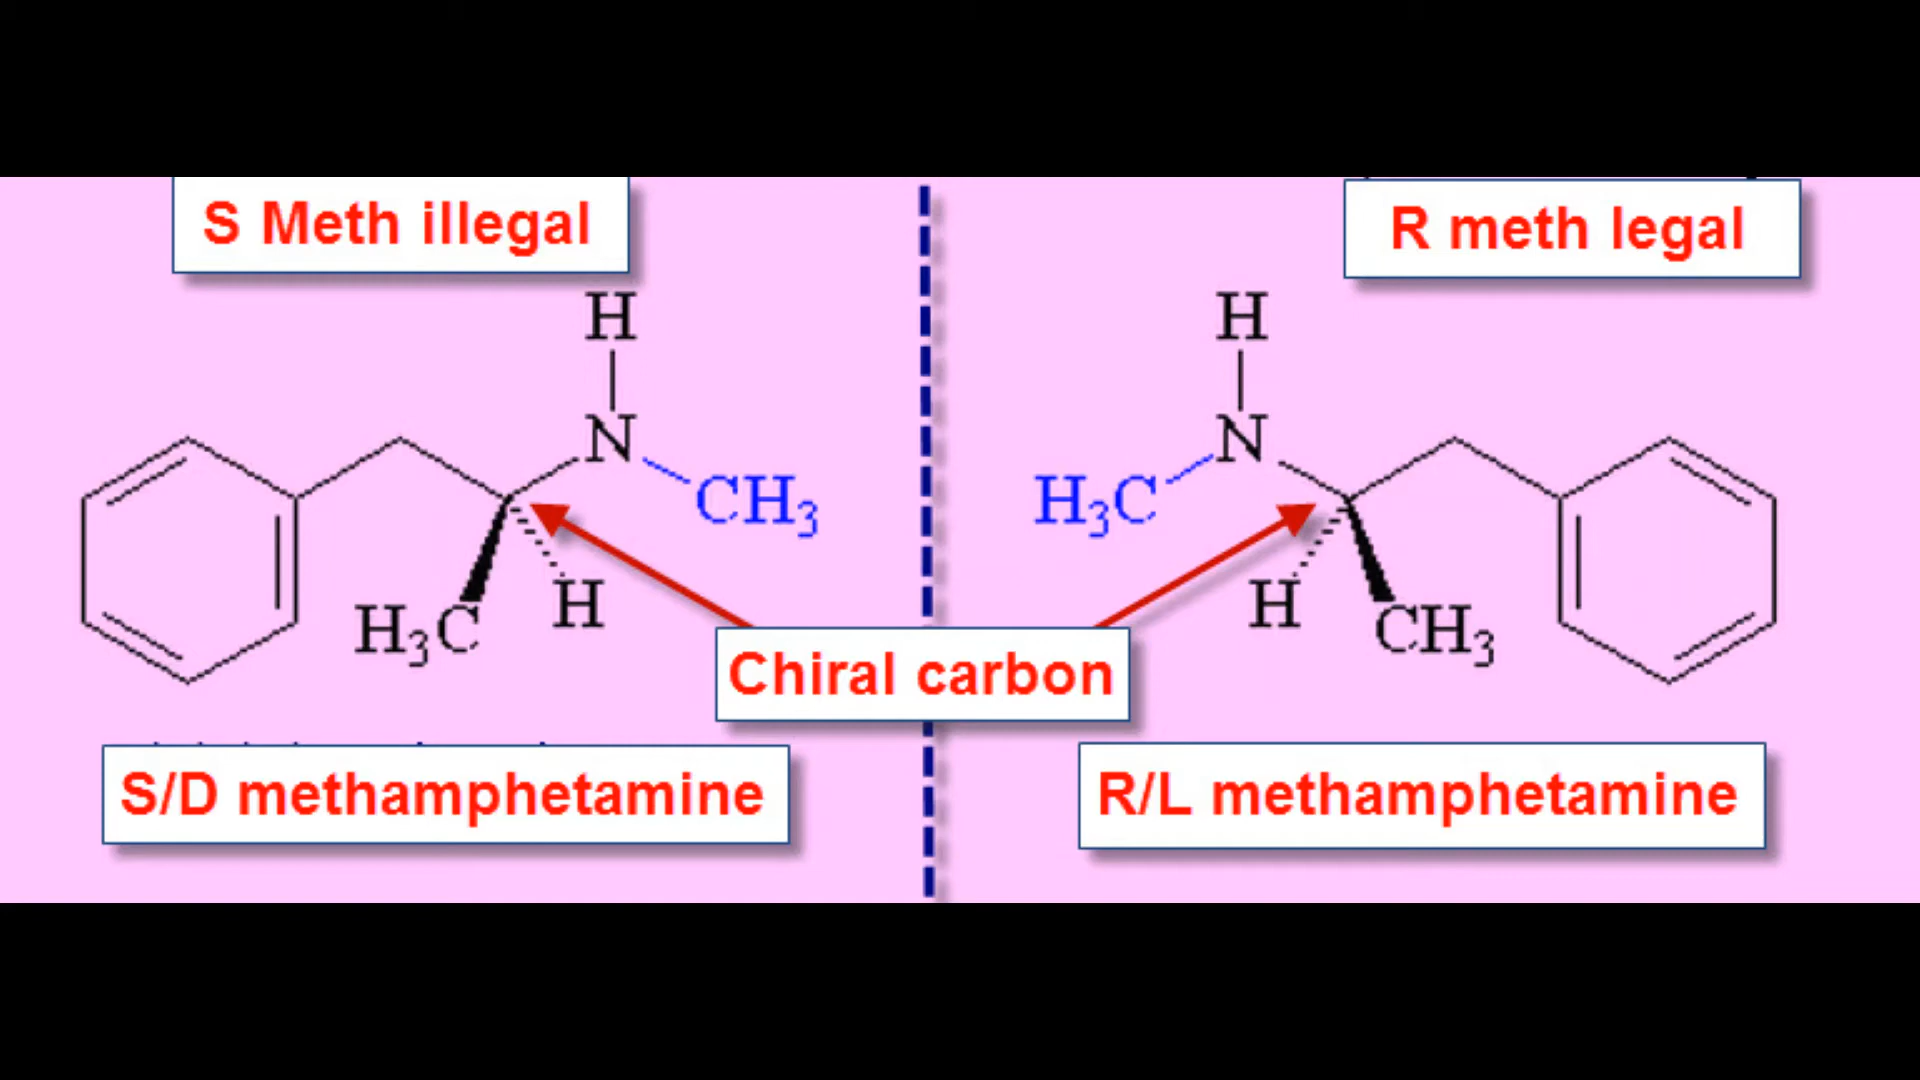 S Meth illegal
R meth legal
H
H
N
N
CH₃
H₃C
H₃C
H
H
CH₃
Chiral carbon
S/D methamphetamine
R/L methamphetamine